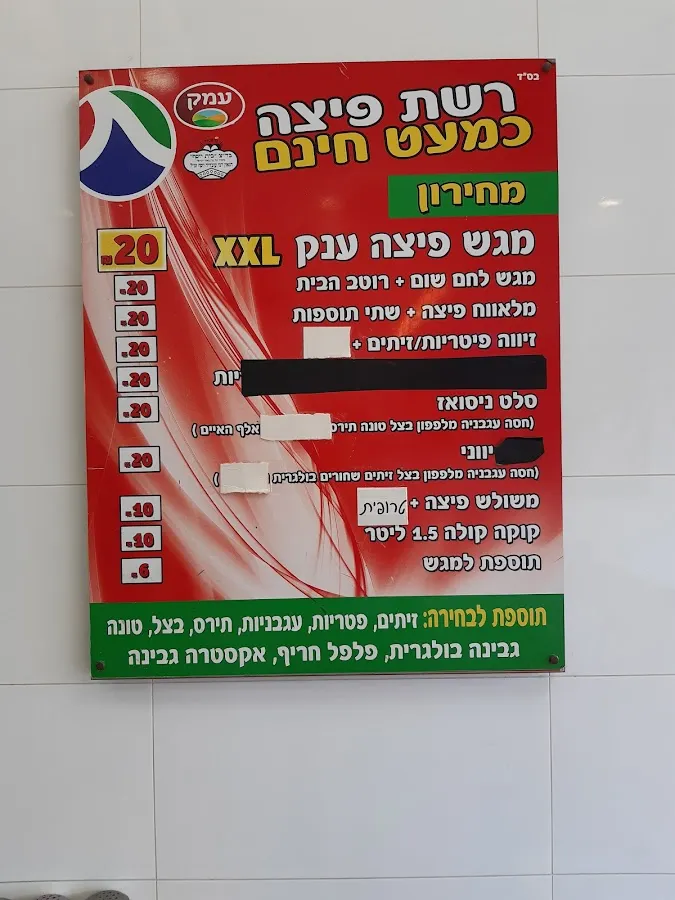 בס"ד
עמק
רשת פיצה
כמעט חינם
מחירון
מגש פיצה ענק XXL 20₪
מגש לחם שום + רוטב הבית 20₪
מלאווח פיצה + שתי תוספות 20₪
זיווה פיטריות/זיתים + 20₪
יות 20₪
סלט ניסואז 20₪
(חסה עגבניה מלפפון בצל טונה תירס אלף האיים)
יווני 20₪
(חסה עגבניה מלפפון בצל זיתים שחורים בולגרית)
משולש פיצה + טרופית 10₪
קוקה קולה 1.5 ליטר 10₪
תוספת למגש 6₪
תוספת לבחירה: זיתים, פטריות, עגבניות, תירס, בצל, טונה
גבינה בולגרית, פלפל חריף, אקסטרה גבינה